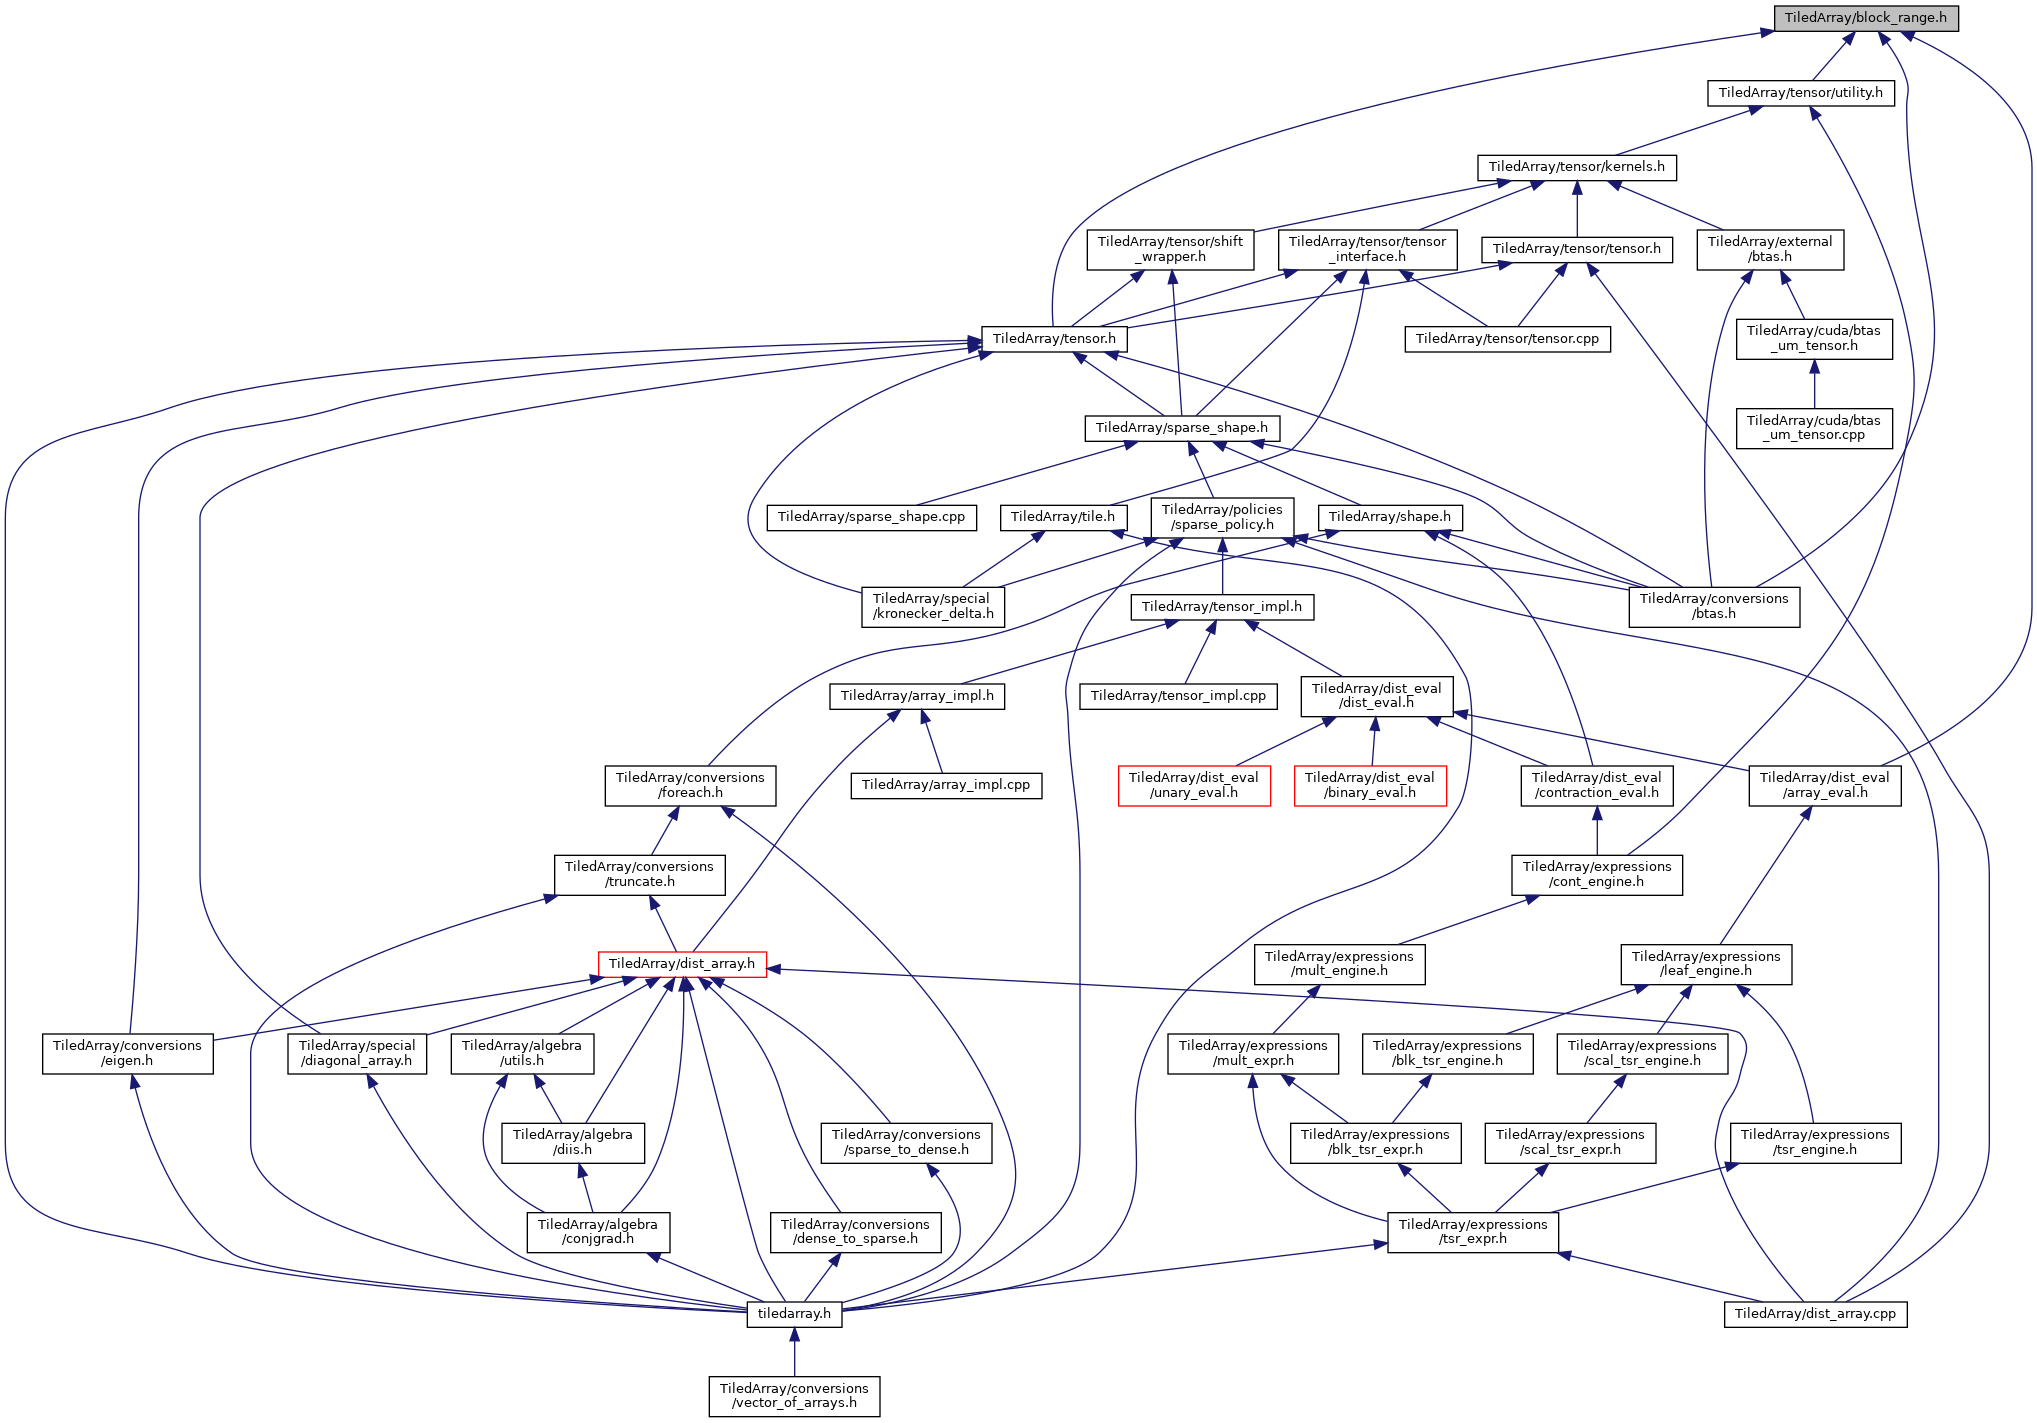 TiledArray/block_range.h
TiledArray/tensor/utility.h
TiledArray/tensor/kernels.h
TiledArray/tensor/shift
_wrapper.h
TiledArray/tensor/tensor
_interface.h
TiledArray/tensor/tensor.h
TiledArray/external
/btas.h
TiledArray/tensor.h
TiledArray/tensor/tensor.cpp
TiledArray/cuda/btas
_um_tensor.h
TiledArray/sparse_shape.h
TiledArray/cuda/btas
_um_tensor.cpp
TiledArray/sparse_shape.cpp
TiledArray/tile.h
TiledArray/policies
/sparse_policy.h
TiledArray/shape.h
TiledArray/special
/kronecker_delta.h
TiledArray/tensor_impl.h
TiledArray/conversions
/btas.h
TiledArray/array_impl.h
TiledArray/tensor_impl.cpp
TiledArray/dist_eval
/dist_eval.h
TiledArray/conversions
/foreach.h
TiledArray/array_impl.cpp
TiledArray/dist_eval
/unary_eval.h
TiledArray/dist_eval
/binary_eval.h
TiledArray/dist_eval
/contraction_eval.h
TiledArray/dist_eval
/array_eval.h
TiledArray/conversions
/truncate.h
TiledArray/expressions
/cont_engine.h
TiledArray/dist_array.h
TiledArray/expressions
/mult_engine.h
TiledArray/expressions
/leaf_engine.h
TiledArray/conversions
/eigen.h
TiledArray/special
/diagonal_array.h
TiledArray/algebra
/utils.h
TiledArray/expressions
/mult_expr.h
TiledArray/expressions
/blk_tsr_engine.h
TiledArray/expressions
/scal_tsr_engine.h
TiledArray/algebra
/diis.h
TiledArray/conversions
/sparse_to_dense.h
TiledArray/expressions
/blk_tsr_expr.h
TiledArray/expressions
/scal_tsr_expr.h
TiledArray/expressions
/tsr_engine.h
TiledArray/algebra
/conjgrad.h
TiledArray/conversions
/dense_to_sparse.h
TiledArray/expressions
/tsr_expr.h
tiledarray.h
TiledArray/dist_array.cpp
TiledArray/conversions
/vector_of_arrays.h